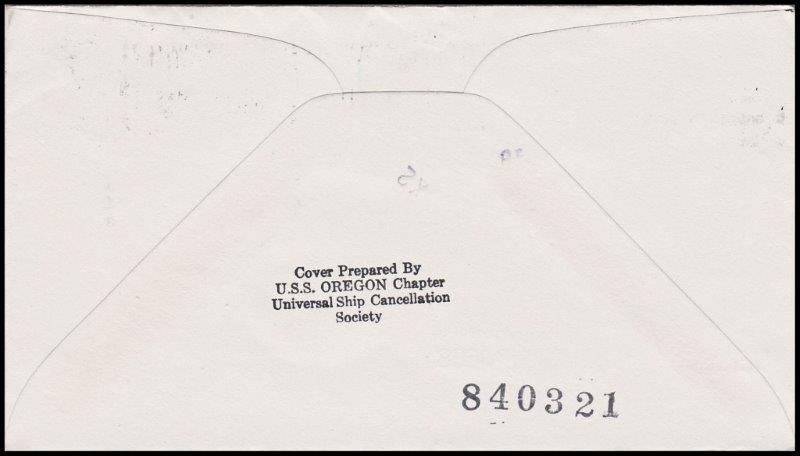 Cover Prepared By
U.S.S. OREGON Chapter
Universal Ship Cancellation
Society
840321